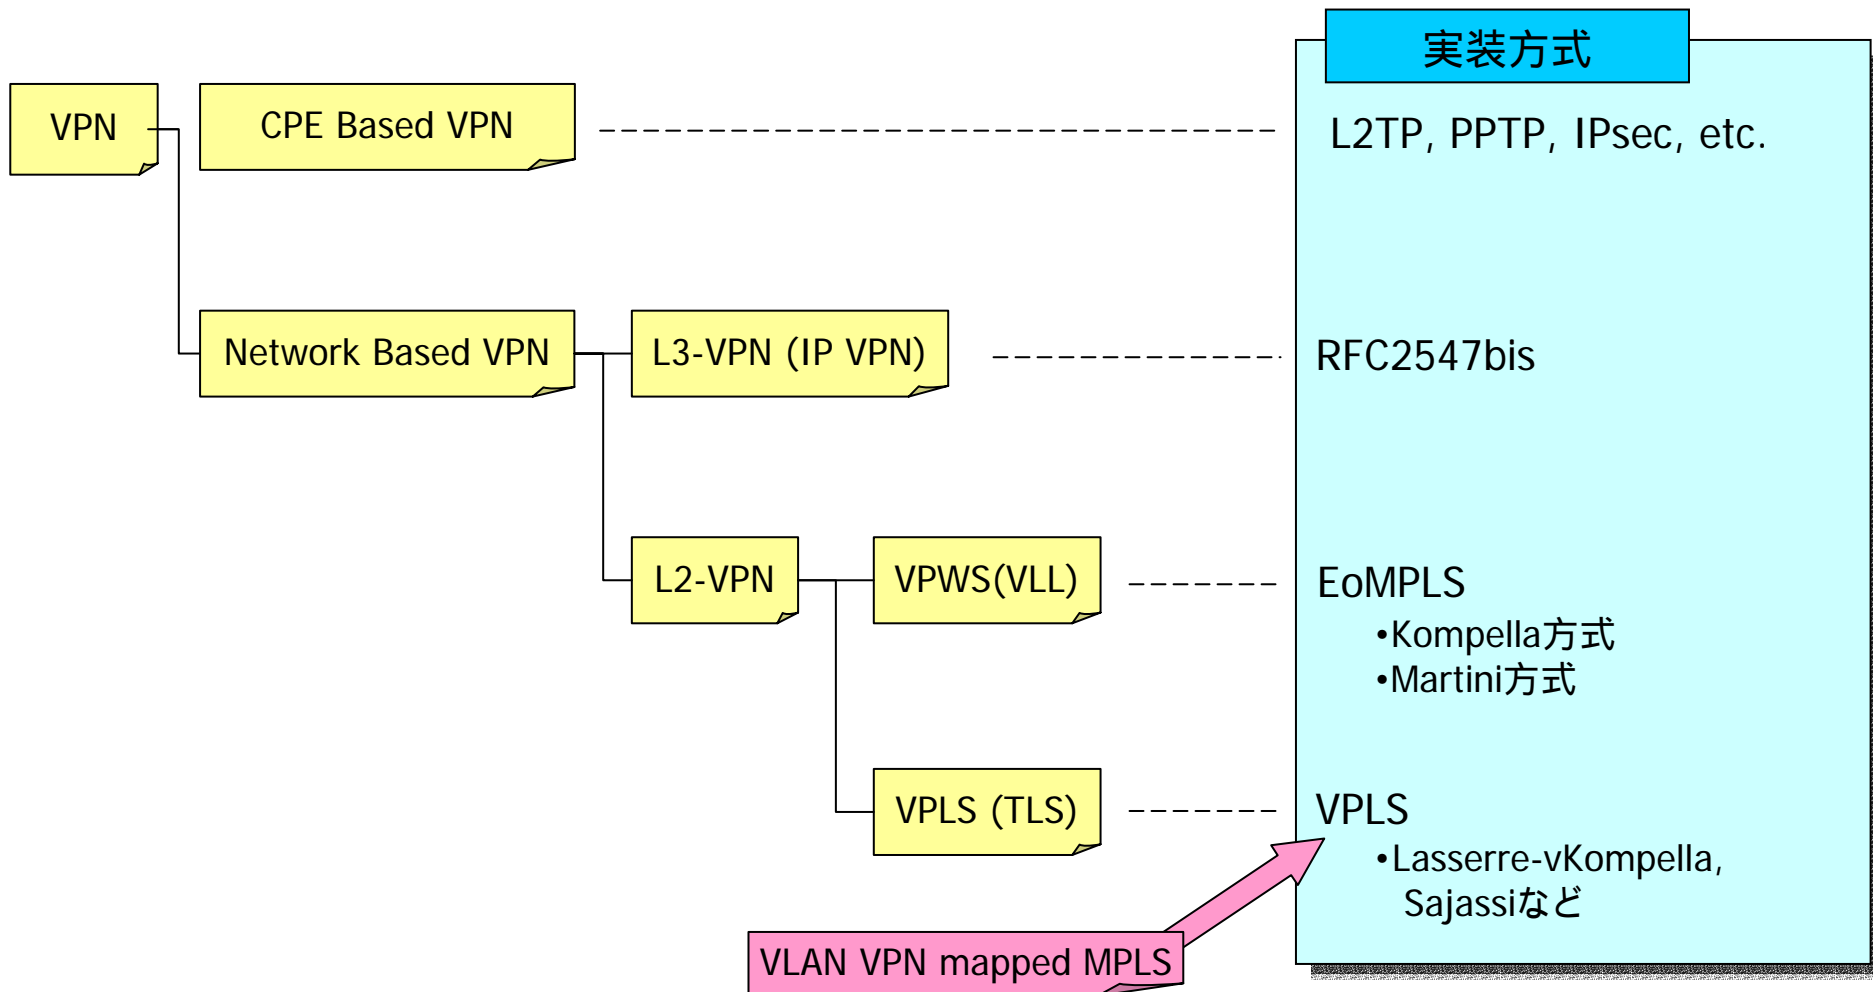 実装方式
VPN
CPE Based VPN
L2TP, PPTP, IPsec, etc.
Network Based VPN
L3-VPN (IP VPN)
RFC2547bis
L2-VPN
VPWS(VLL)
EoMPLS
•Kompella方式
•Martini方式
VPLS (TLS)
VPLS
•Lasserre-vKompella,
Sajassiなど
VLAN VPN mapped MPLS